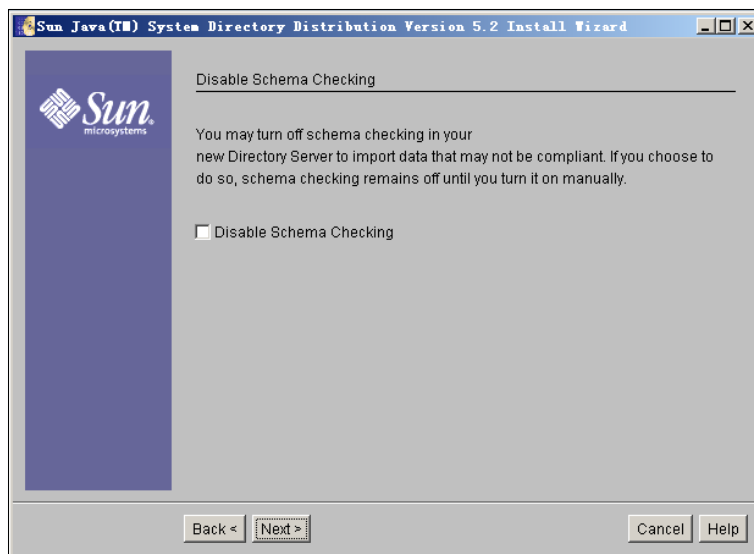 Sun Java(TM) System Directory Distribution Version 5.2 Install Wizard
Sun.
microsystems
Disable Schema Checking
You may turn off schema checking in your
new Directory Server to import data that may not be compliant. If you choose to
do so, schema checking remains off until you turn it on manually.
Disable Schema Checking
Back < Next > Cancel Help